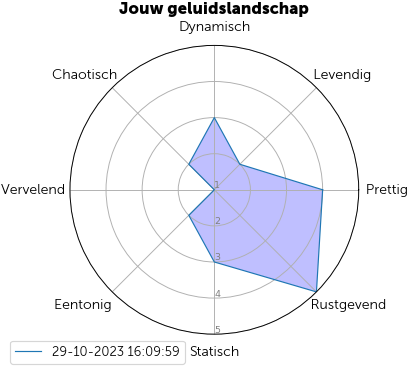 Jouw geluidslandschap
Dynamisch
Chaotisch
Levendig
Vervelend
1
Prettig
2
3
4
Eentonig
Rustgevend
5
29-10-2023 16:09:59
Statisch